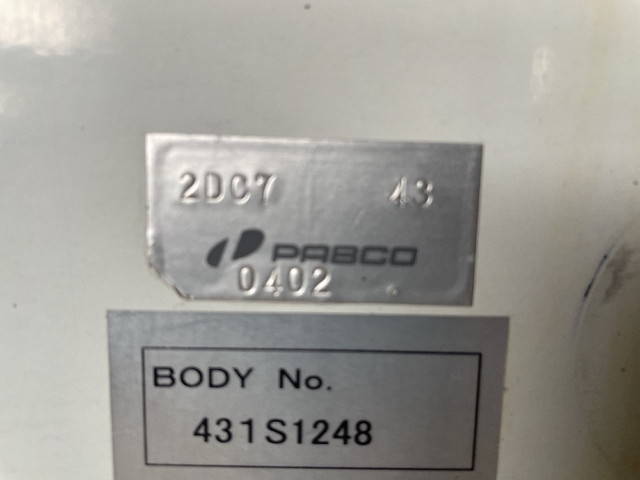 2DC7 43
PABCO
0402
BODY No.
431S1248